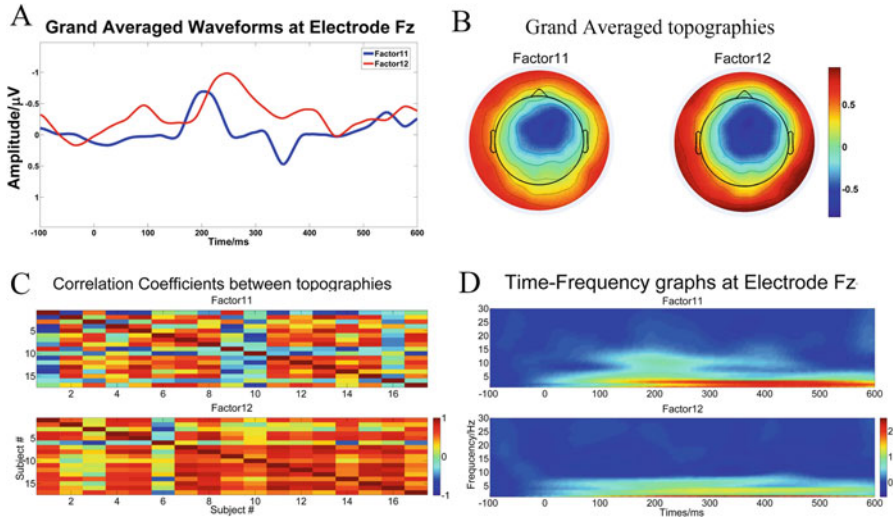 A
Grand Averaged Waveforms at Electrode Fz
Factor11
Factor12
Amplitude/μV
-1
-0.5
0
0.5
1
-100 0 100 200 300 400 500 600
Time/ms
B
Grand Averaged topographies
Factor11
Factor12
0.5
0
-0.5
C
Correlation Coefficients between topographies
Factor11
5
10
15
2 4 6 8 10 12 14 16
Factor12
Subject #
5
10
15
2 4 6 8 10 12 14 16
Subject #
1
0
-1
D
Time-Frequency graphs at Electrode Fz
Factor11
30
25
20
15
10
5
1
-100 0 100 200 300 400 500 600
Factor12
Frequcency/Hz
30
25
20
15
10
5
1
-100 0 100 200 300 400 500 600
Times/ms
2
1
0